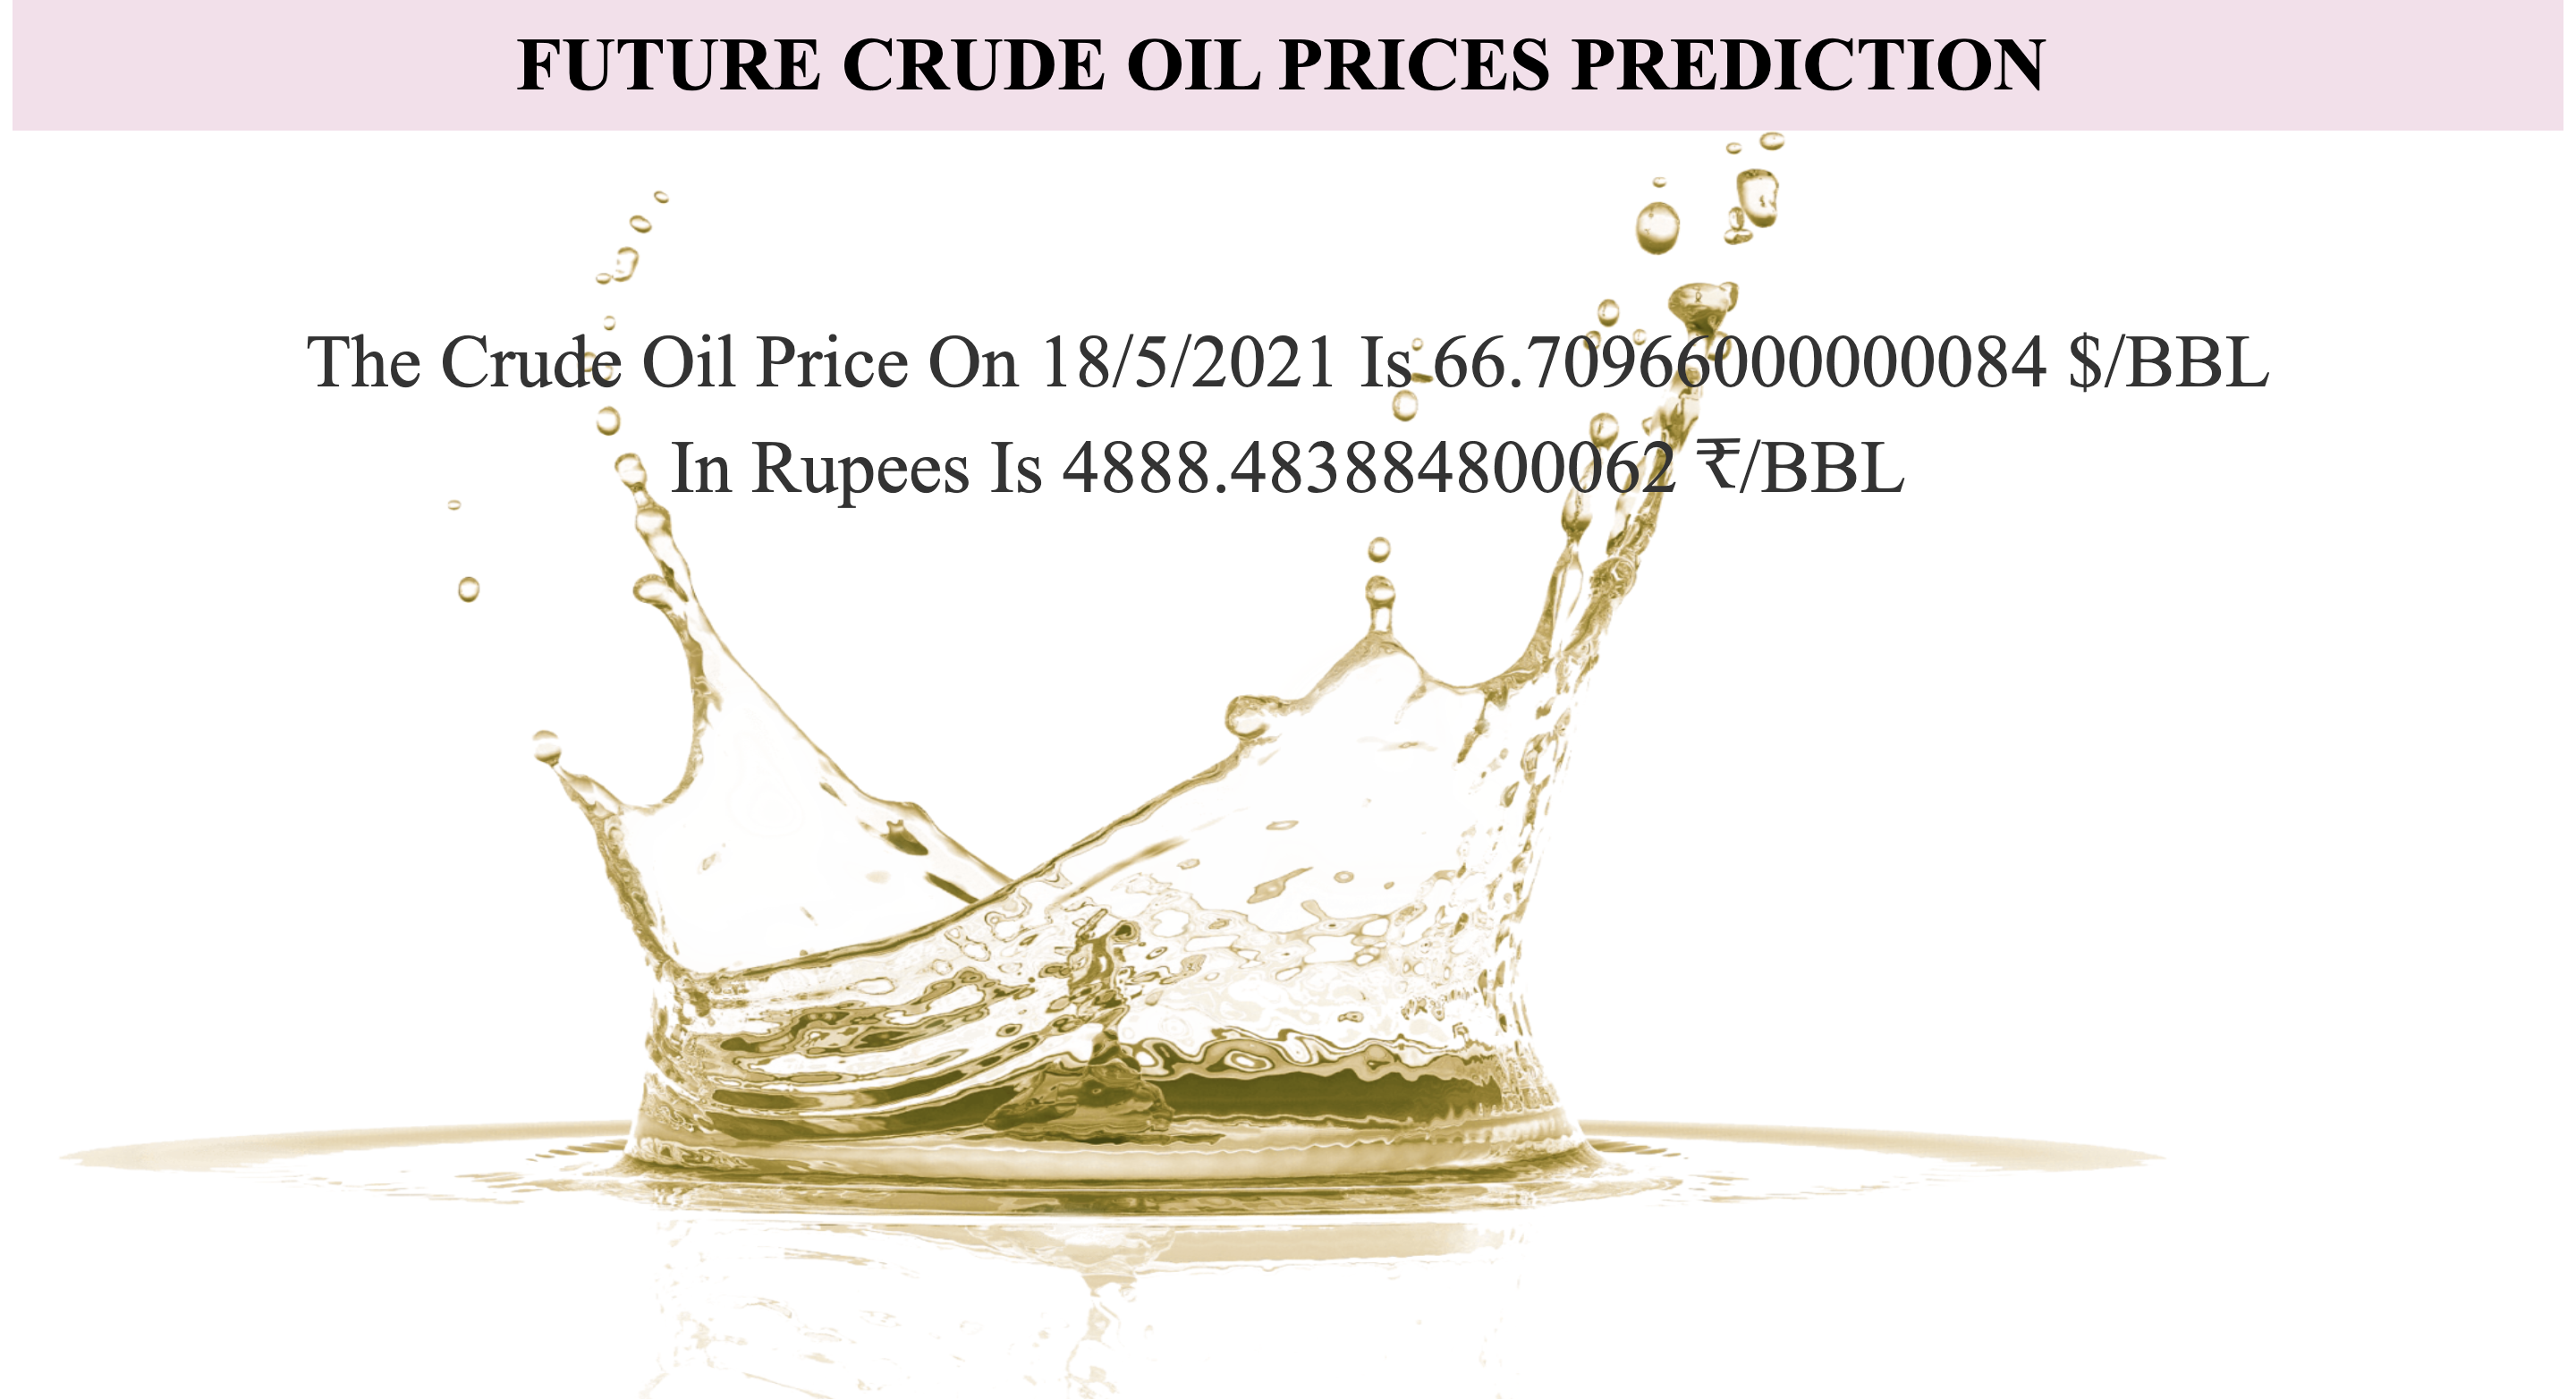 FUTURE CRUDE OIL PRICES PREDICTION
The Crude Oil Price On 18/5/2021 Is 66.70966000000084 $/BBL
In Rupees Is 4888.483884800062 ₹/BBL